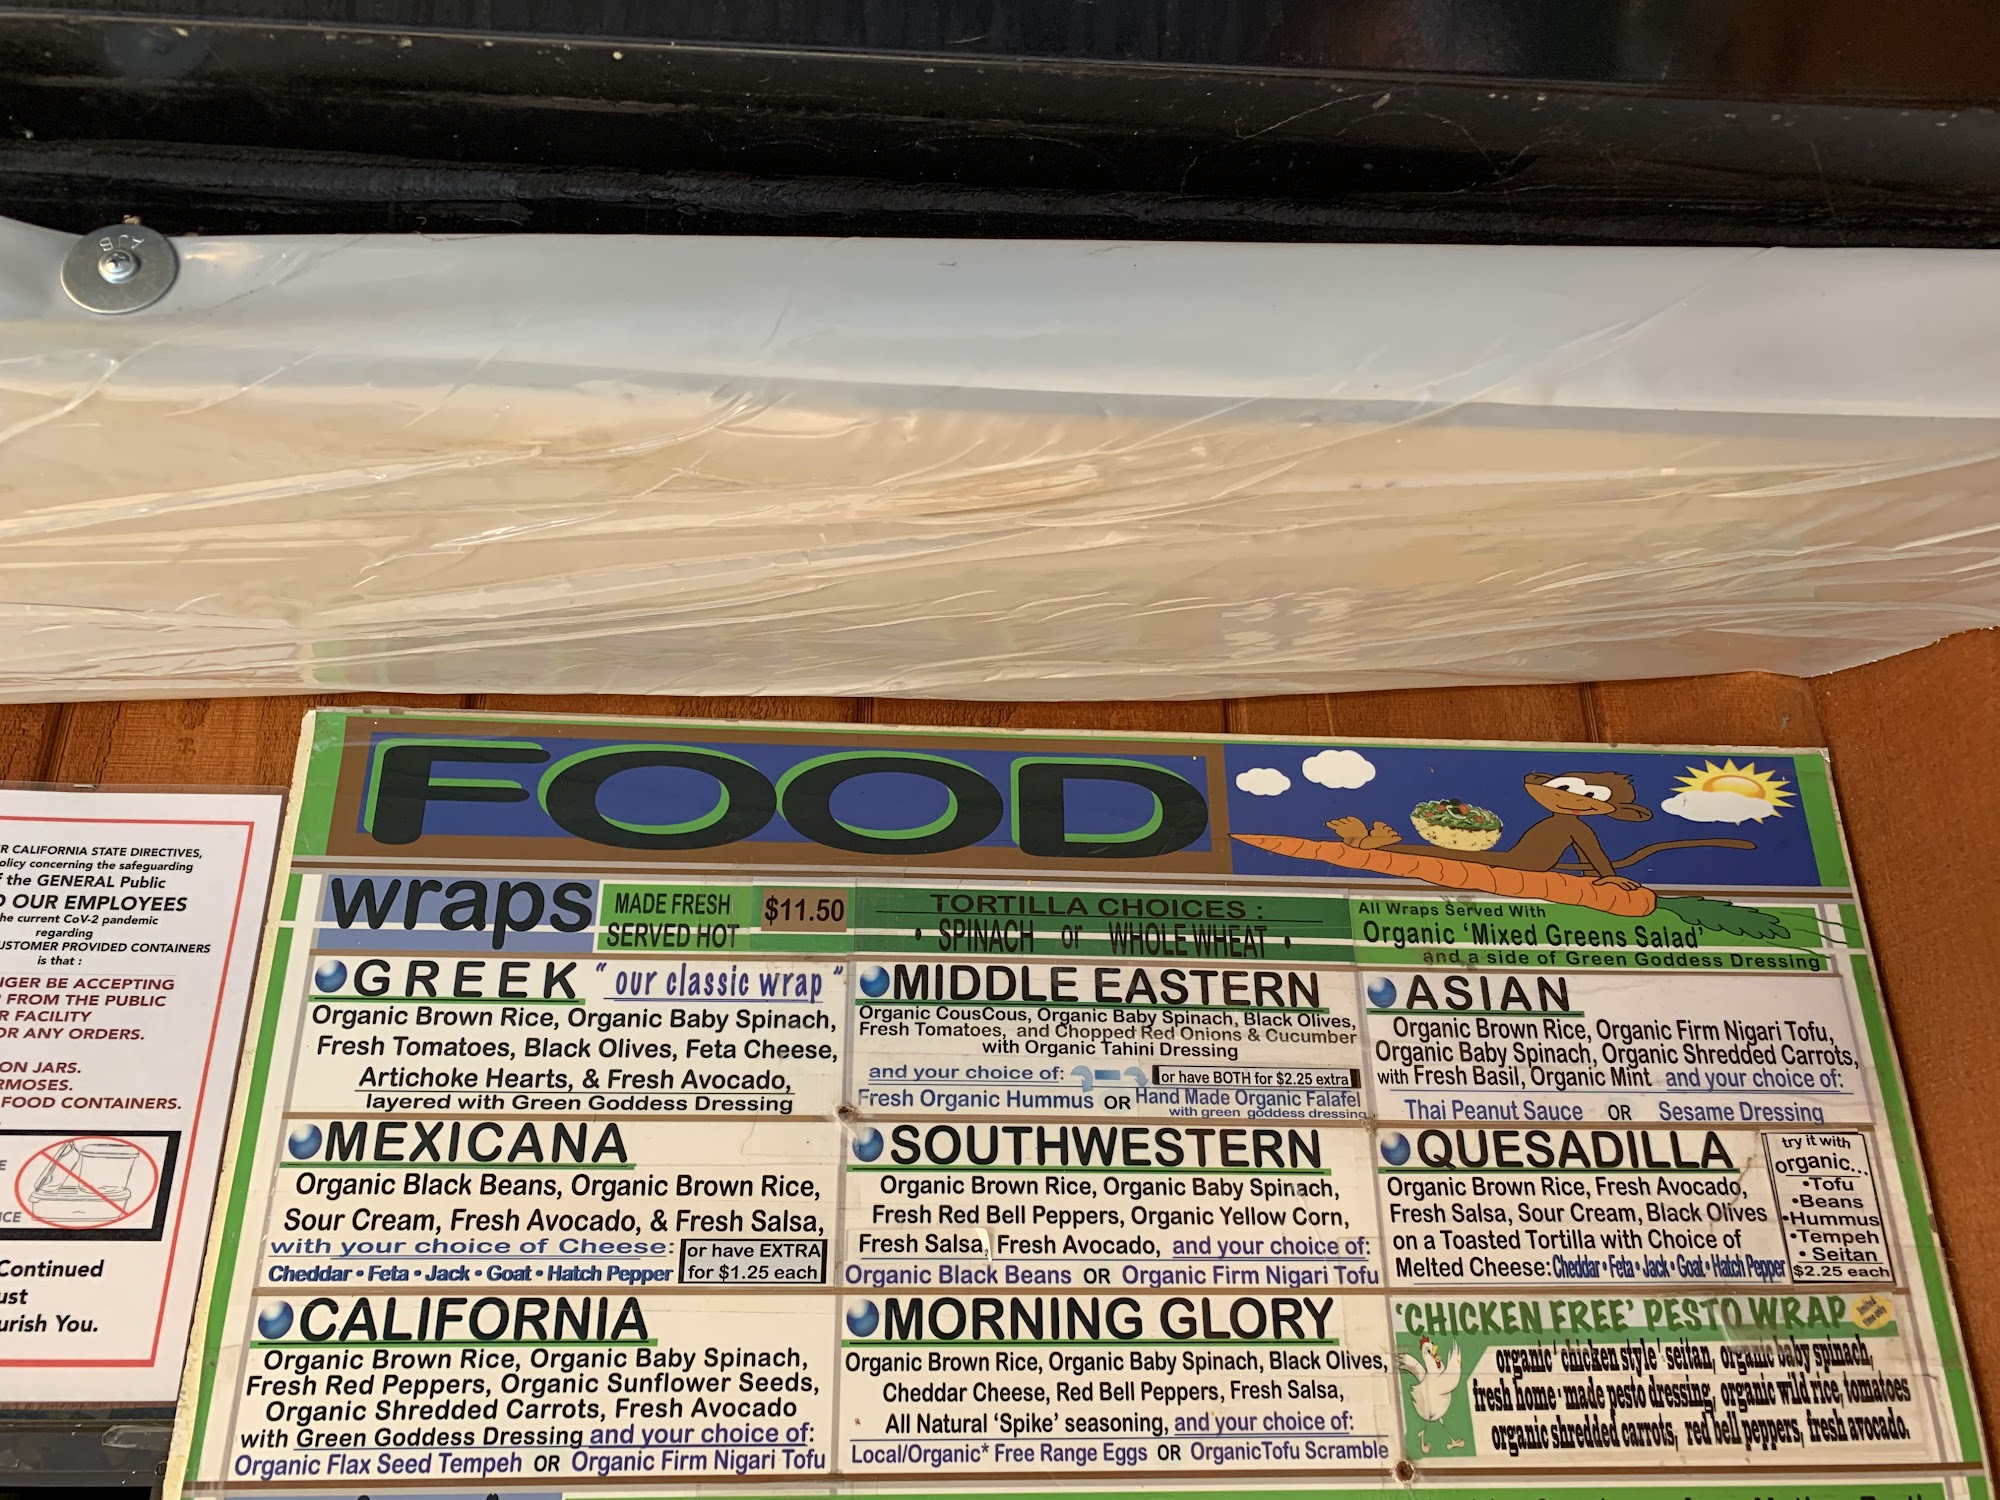 AJB
R CALIFORNIA STATE DIRECTIVES,
olicy concerning the safeguarding
f the GENERAL Public
OUR EMPLOYEES
he current CoV-2 pandemic
regarding
USTOMER PROVIDED CONTAINERS
is that :
NGER BE ACCEPTING
FROM THE PUBLIC
R FACILITY
OR ANY ORDERS.
ON JARS.
RMOSES.
FOOD CONTAINERS.
Continued
ust
urish You.
FOOD
wraps
MADE FRESH
SERVED HOT
$11.50
TORTILLA CHOICES :
• SPINACH or WHOLE WHEAT •
All Wraps Served With
Organic 'Mixed Greens Salad'
and a side of Green Goddess Dressing
GREEK "our classic wrap"
Organic Brown Rice, Organic Baby Spinach,
Fresh Tomatoes, Black Olives, Feta Cheese,
Artichoke Hearts, & Fresh Avocado,
layered with Green Goddess Dressing
MIDDLE EASTERN
Organic CousCous, Organic Baby Spinach, Black Olives,
Fresh Tomatoes, and Chopped Red Onions & Cucumber
with Organic Tahini Dressing
and your choice of: or have BOTH for $2.25 extra
Fresh Organic Hummus OR Hand Made Organic Falafel
with green goddess dressing
ASIAN
Organic Brown Rice, Organic Firm Nigari Tofu,
Organic Baby Spinach, Organic Shredded Carrots,
with Fresh Basil, Organic Mint and your choice of:
Thai Peanut Sauce OR Sesame Dressing
MEXICANA
Organic Black Beans, Organic Brown Rice,
Sour Cream, Fresh Avocado, & Fresh Salsa,
with your choice of Cheese:
Cheddar • Feta • Jack • Goat • Hatch Pepper
or have EXTRA
for $1.25 each
SOUTHWESTERN
Organic Brown Rice, Organic Baby Spinach,
Fresh Red Bell Peppers, Organic Yellow Corn,
Fresh Salsa, Fresh Avocado, and your choice of:
Organic Black Beans OR Organic Firm Nigari Tofu
QUESADILLA
Organic Brown Rice, Fresh Avocado,
Fresh Salsa, Sour Cream, Black Olives
on a Toasted Tortilla with Choice of
Melted Cheese: Cheddar • Feta • Jack • Goat • Hatch Pepper
try it with
organic...
•Tofu
•Beans
•Hummus
•Tempeh
• Seitan
$2.25 each
CALIFORNIA
Organic Brown Rice, Organic Baby Spinach,
Fresh Red Peppers, Organic Sunflower Seeds,
Organic Shredded Carrots, Fresh Avocado
with Green Goddess Dressing and your choice of:
Organic Flax Seed Tempeh OR Organic Firm Nigari Tofu
MORNING GLORY
Organic Brown Rice, Organic Baby Spinach, Black Olives,
Cheddar Cheese, Red Bell Peppers, Fresh Salsa,
All Natural 'Spike' seasoning, and your choice of:
Local/Organic* Free Range Eggs OR Organic Tofu Scramble
'CHICKEN FREE' PESTO WRAP
organic 'chicken style' seitan, organic baby spinach,
fresh home-made pesto dressing, organic wild rice, tomatoes
organic shredded carrots, red bell peppers, fresh avocado.